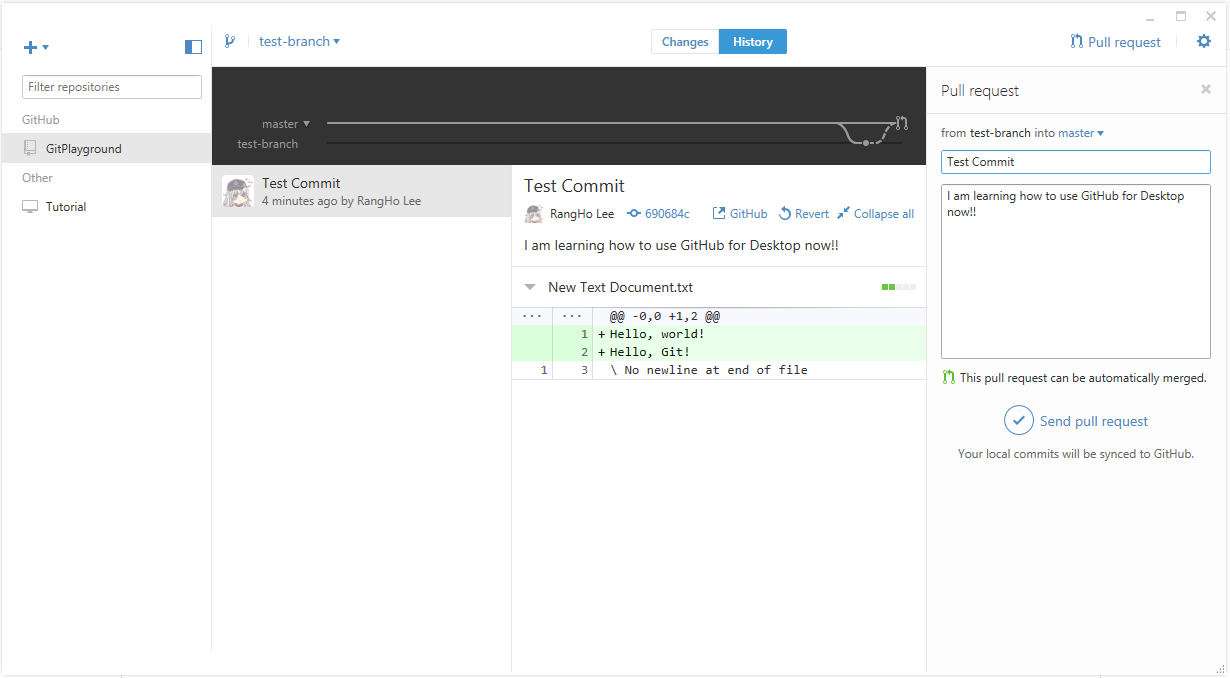 test-branch
Changes
History
Pull request
Filter repositories
GitHub
GitPlayground
Other
Tutorial
master
test-branch
Test Commit
4 minutes ago by RangHo Lee
Test Commit
RangHo Lee 690684c GitHub Revert Collapse all
I am learning how to use GitHub for Desktop now!!
New Text Document.txt
... ... @@ -0,0 +1,2 @@
1 + Hello, world!
2 + Hello, Git!
1 3 \ No newline at end of file
Pull request
from test-branch into master
Test Commit
I am learning how to use GitHub for Desktop
now!!
This pull request can be automatically merged.
Send pull request
Your local commits will be synced to GitHub.